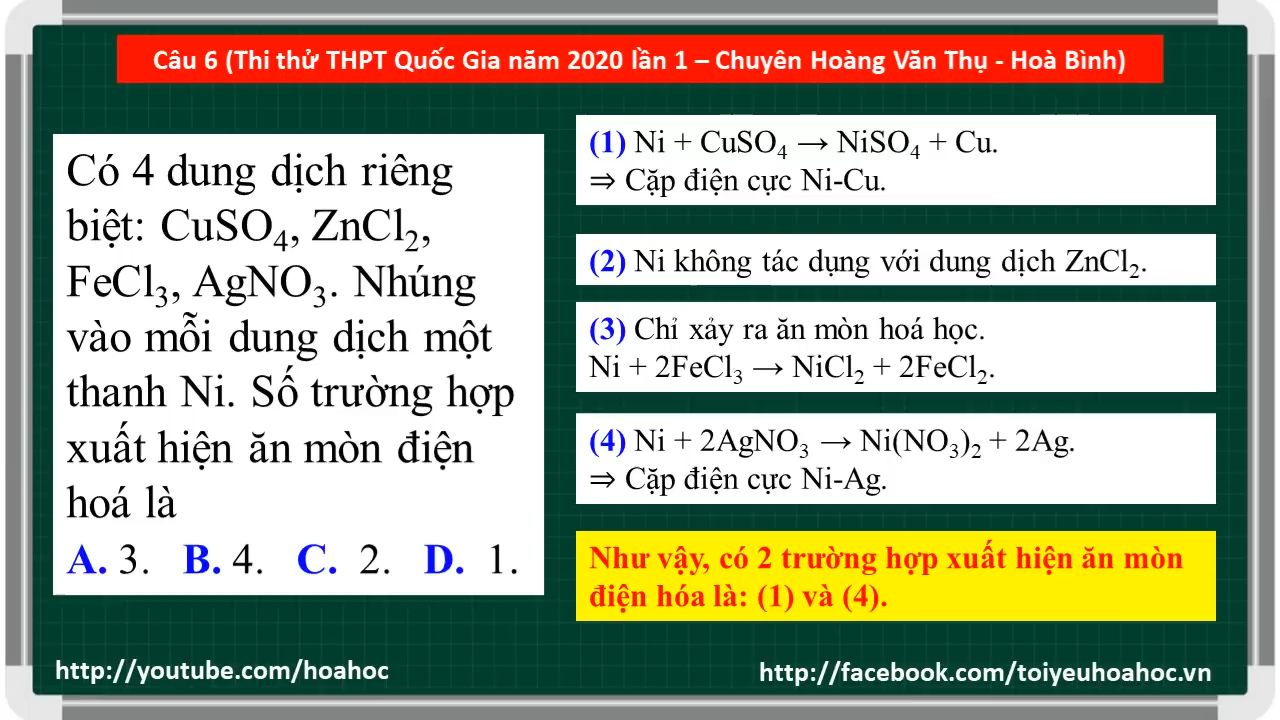 Câu 6 (Thi thử THPT Quốc Gia năm 2020 lần 1 – Chuyên Hoàng Văn Thụ - Hoà Bình)
Có 4 dung dịch riêng
biệt: CuSO₄, ZnCl₂,
FeCl₃, AgNO₃. Nhúng
vào mỗi dung dịch một
thanh Ni. Số trường hợp
xuất hiện ăn mòn điện
hoá là
A. 3. B. 4. C. 2. D. 1.
(1) Ni + CuSO₄ → NiSO₄ + Cu.
⇒ Cặp điện cực Ni-Cu.
(2) Ni không tác dụng với dung dịch ZnCl₂.
(3) Chỉ xảy ra ăn mòn hoá học.
Ni + 2FeCl₃ → NiCl₂ + 2FeCl₂.
(4) Ni + 2AgNO₃ → Ni(NO₃)₂ + 2Ag.
⇒ Cặp điện cực Ni-Ag.
Như vậy, có 2 trường hợp xuất hiện ăn mòn
điện hóa là: (1) và (4).
http://youtube.com/hoahoc
http://facebook.com/toiyeuhoahoc.vn